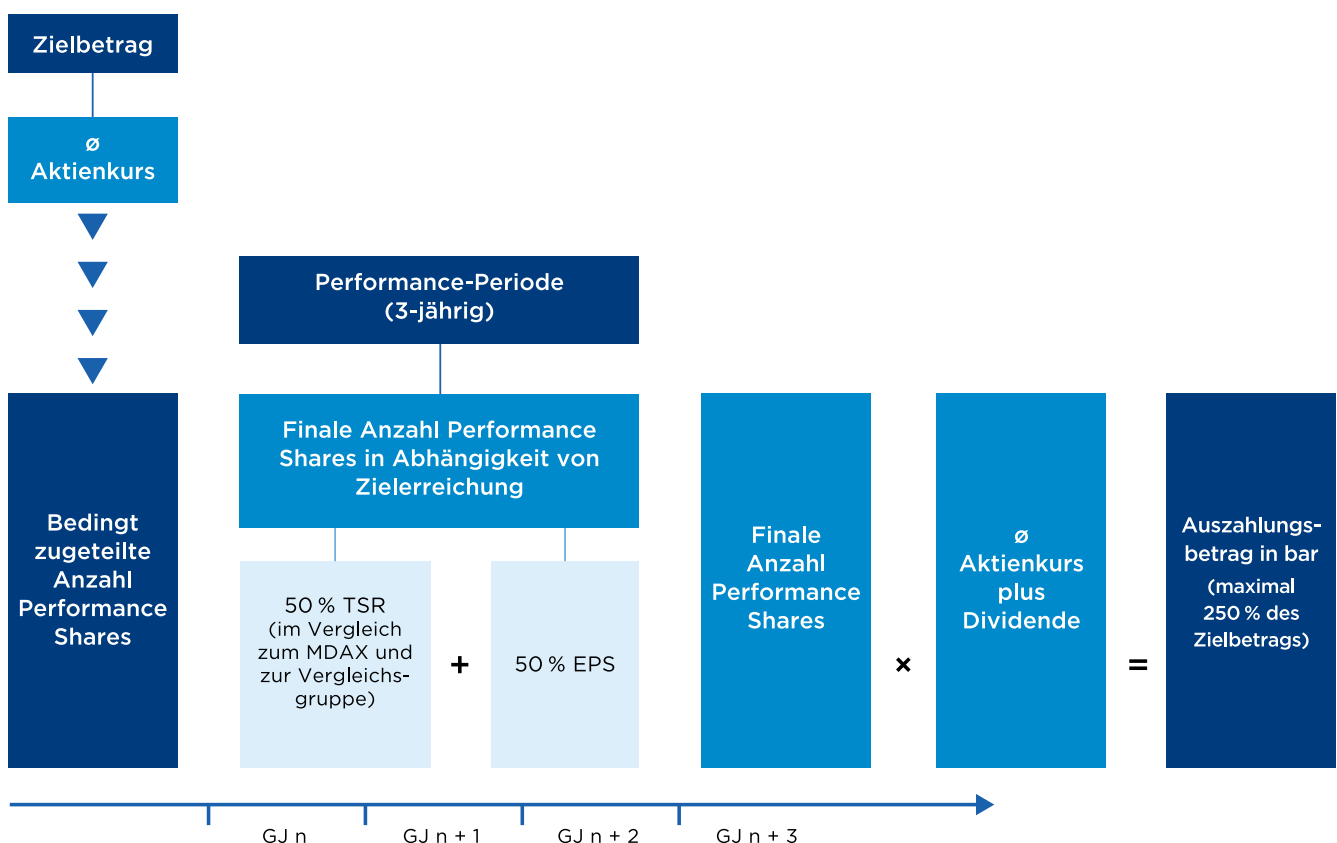 Zielbetrag
ø
Aktienkurs
Performance-Periode
(3-jährig)
Bedingt
zugeteilte
Anzahl
Performance
Shares
Finale Anzahl Performance
Shares in Abhängigkeit von
Zielerreichung
50 % TSR
(im Vergleich
zum MDAX und
zur Vergleichs-
gruppe)
+
50 % EPS
Finale
Anzahl
Performance
Shares
×
ø
Aktienkurs
plus
Dividende
=
Auszahlungs-
betrag in bar
(maximal
250 % des
Zielbetrags)
GJ n
GJ n + 1
GJ n + 2
GJ n + 3